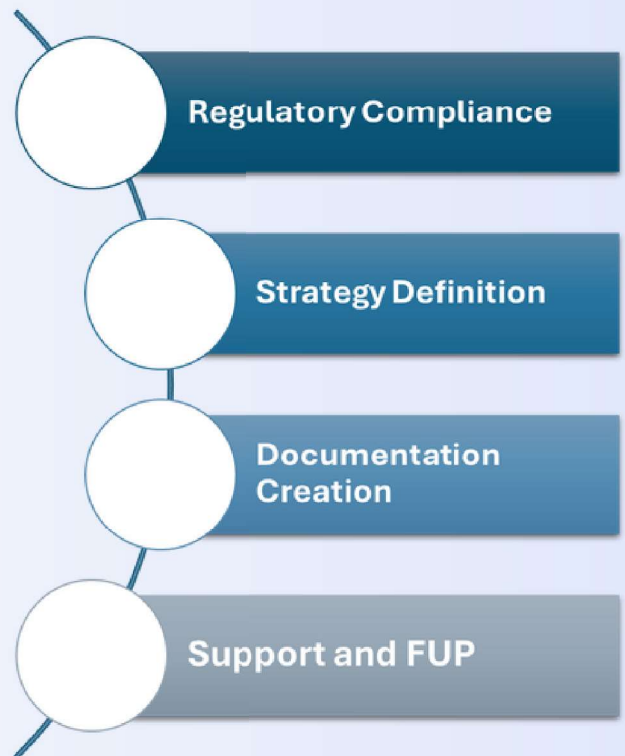 Regulatory Compliance
Strategy Definition
Documentation
Creation
Support and FUP